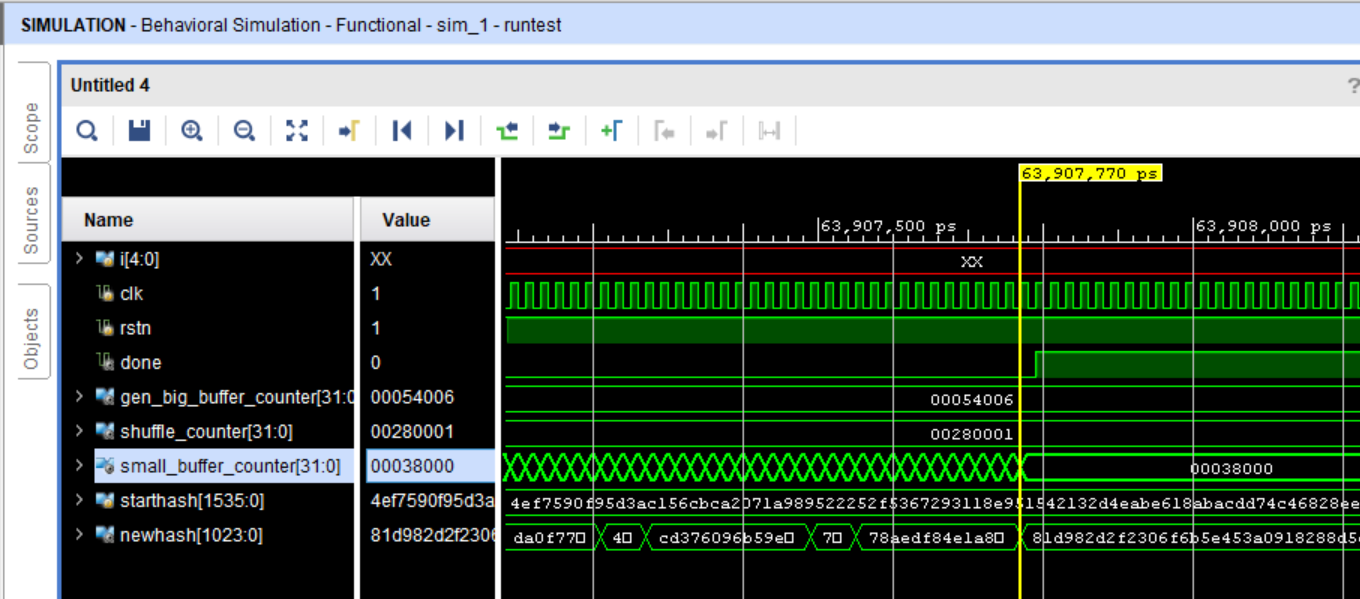 SIMULATION - Behavioral Simulation - Functional - sim_1 - runtest
Untitled 4
?
Scope
Sources
Objects
63,907,770 ps
63,907,500 ps
63,908,000 ps
Name Value
i[4:0] XX XX
clk 1
rstn 1
done 0
gen_big_buffer_counter[31:0 00054006 00054006
shuffle_counter[31:0] 00280001 00280001
small_buffer_counter[31:0] 00038000 00038000
starthash[1535:0] 4ef7590f95d3a 4ef7590f95d3ac156cbca2071a989522252f5367293118e951542132d4eabe618abacdd74c46828ee
newhash[1023:0] 81d982d2f2306 da0f77 4 cd376096b59e 7 78aedf84e1a8 81d982d2f2306f6b5e453a0918288d5